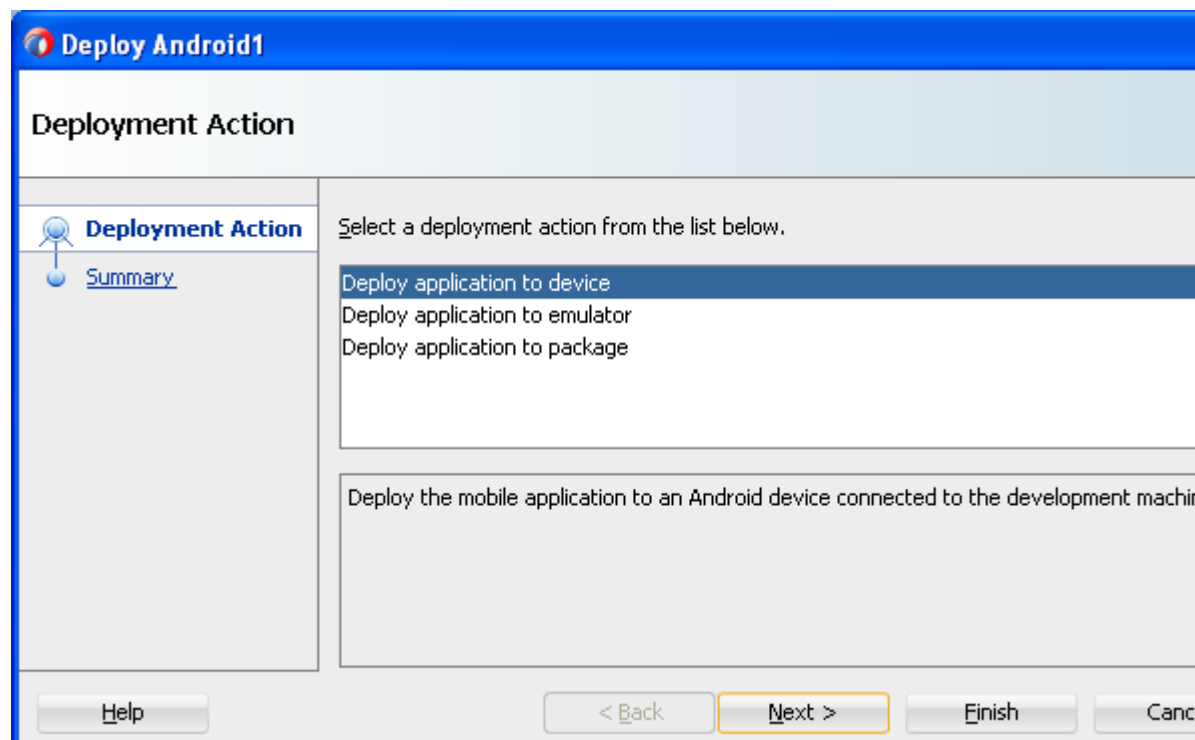 Deploy Android1
Deployment Action
Deployment Action
Summary
Select a deployment action from the list below.
Deploy application to device
Deploy application to emulator
Deploy application to package
Deploy the mobile application to an Android device connected to the development
Help
< Back
Next >
Finish